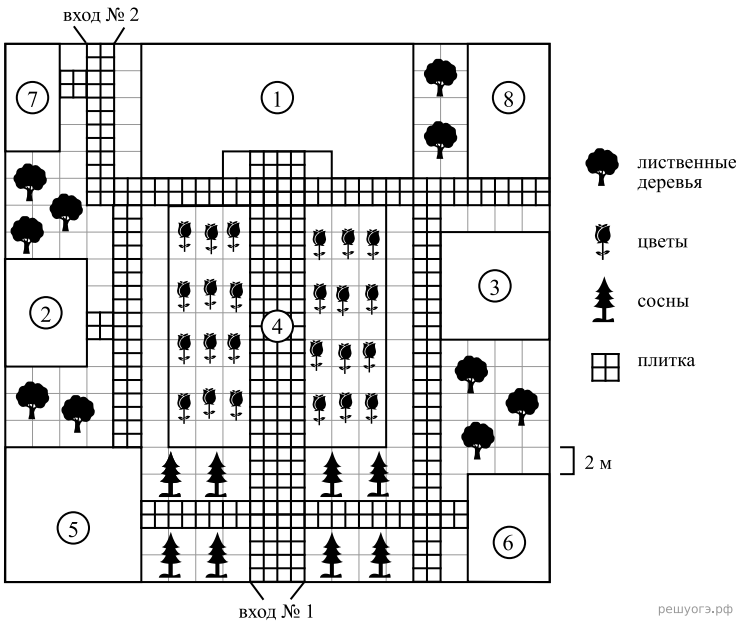 вход № 2
7
1
8
лиственные
деревья
цветы
3
2
сосны
4
плитка
2 м
5
6
вход № 1
решуогэ.рф